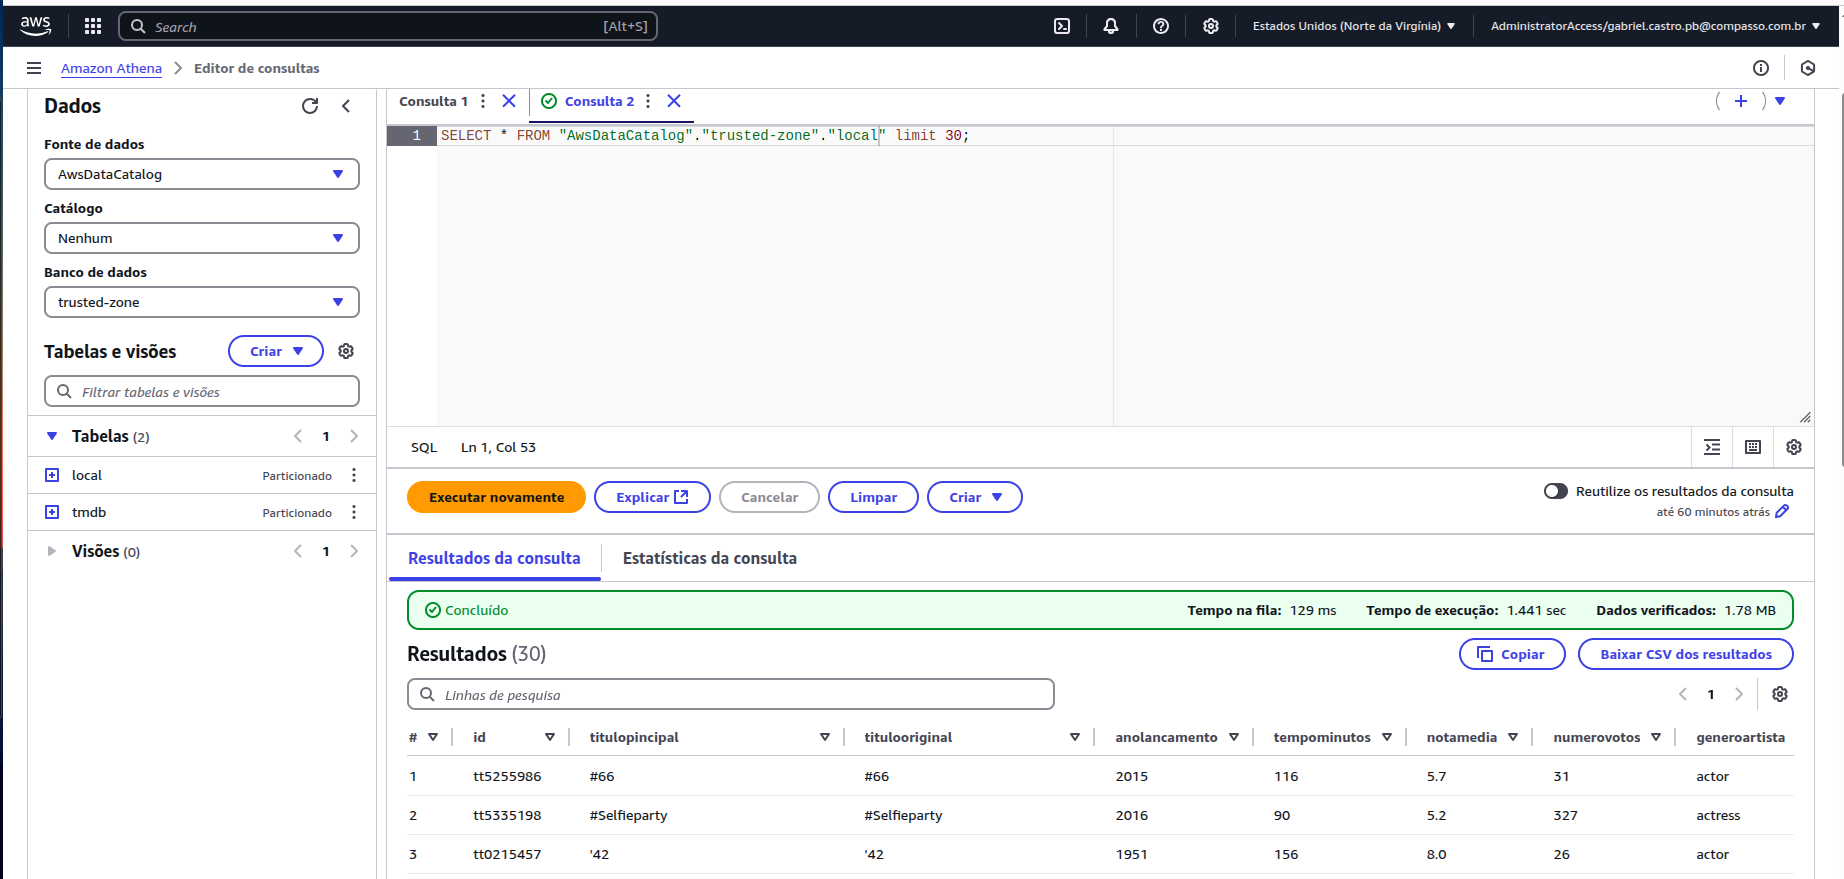 aws
Search [Alt+S]
Estados Unidos (Norte da Virgínia)
AdministratorAccess/gabriel.castro.pb@compasso.com.br
Amazon Athena > Editor de consultas
Dados
Fonte de dados
AwsDataCatalog
Catálogo
Nenhum
Banco de dados
trusted-zone
Tabelas e visões
Criar
Filtrar tabelas e visões
Tabelas (2) 1
local Particionado
tmdb Particionado
Visões (0) 1
Consulta 1 Consulta 2
1 SELECT * FROM "AwsDataCatalog"."trusted-zone"."local" limit 30;
SQL Ln 1, Col 53
Executar novamente Explicar Cancelar Limpar Criar
Reutilize os resultados da consulta
até 60 minutos atrás
Resultados da consulta Estatísticas da consulta
Concluído Tempo na fila: 129 ms Tempo de execução: 1.441 sec Dados verificados: 1.78 MB
Resultados (30) Copiar Baixar CSV dos resultados
Linhas de pesquisa 1
# id titulopincipal titulooriginal anolancamento tempominutos notamedia numerovotos generoartista
1 tt5255986 #66 #66 2015 116 5.7 31 actor
2 tt5335198 #Selfieparty #Selfieparty 2016 90 5.2 327 actress
3 tt0215457 '42 '42 1951 156 8.0 26 actor